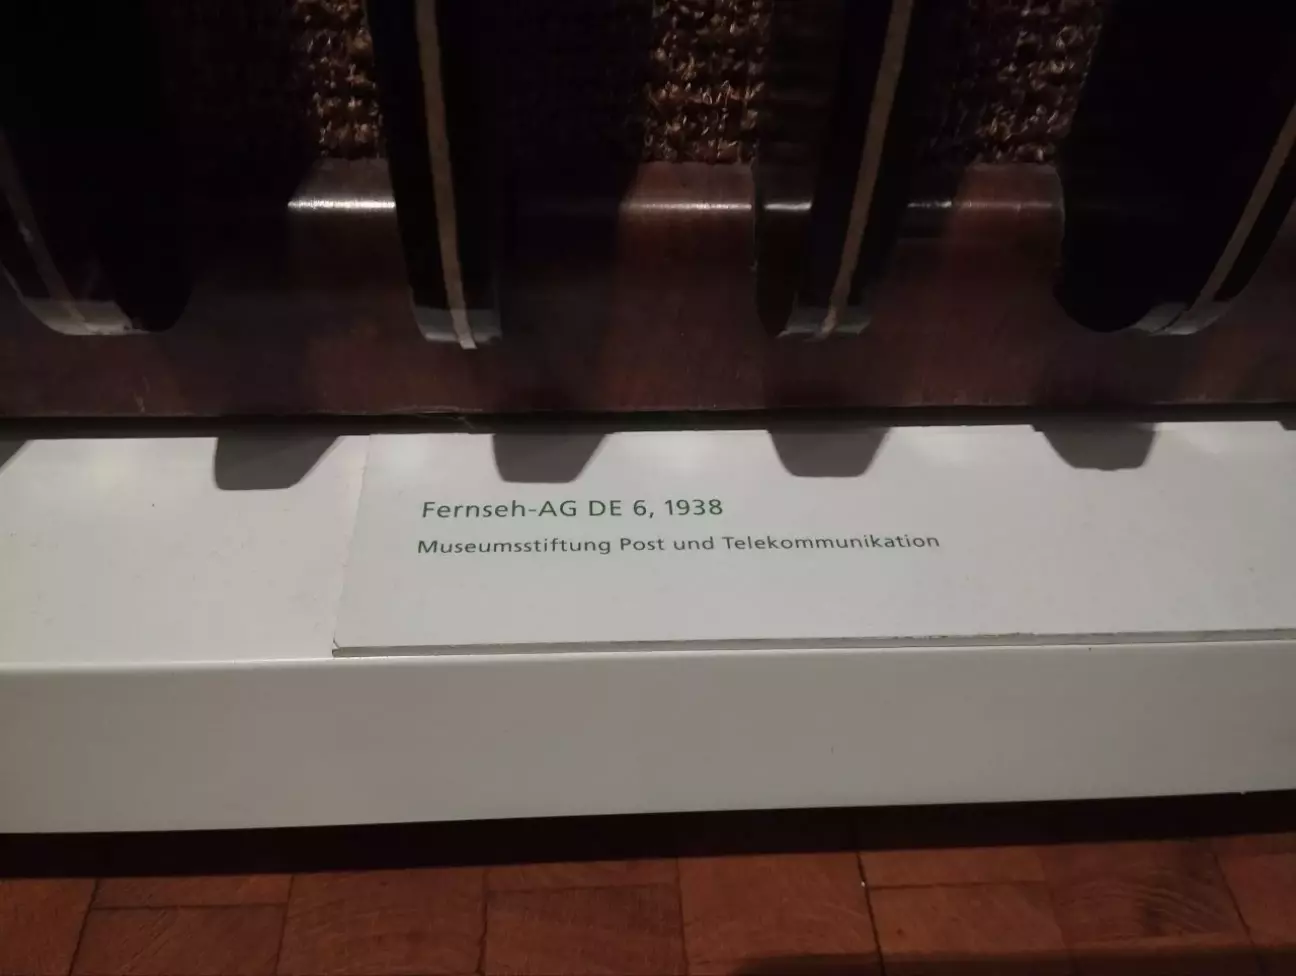 Fernseh-AG DE 6, 1938
Museumsstiftung Post und Telekommunikation